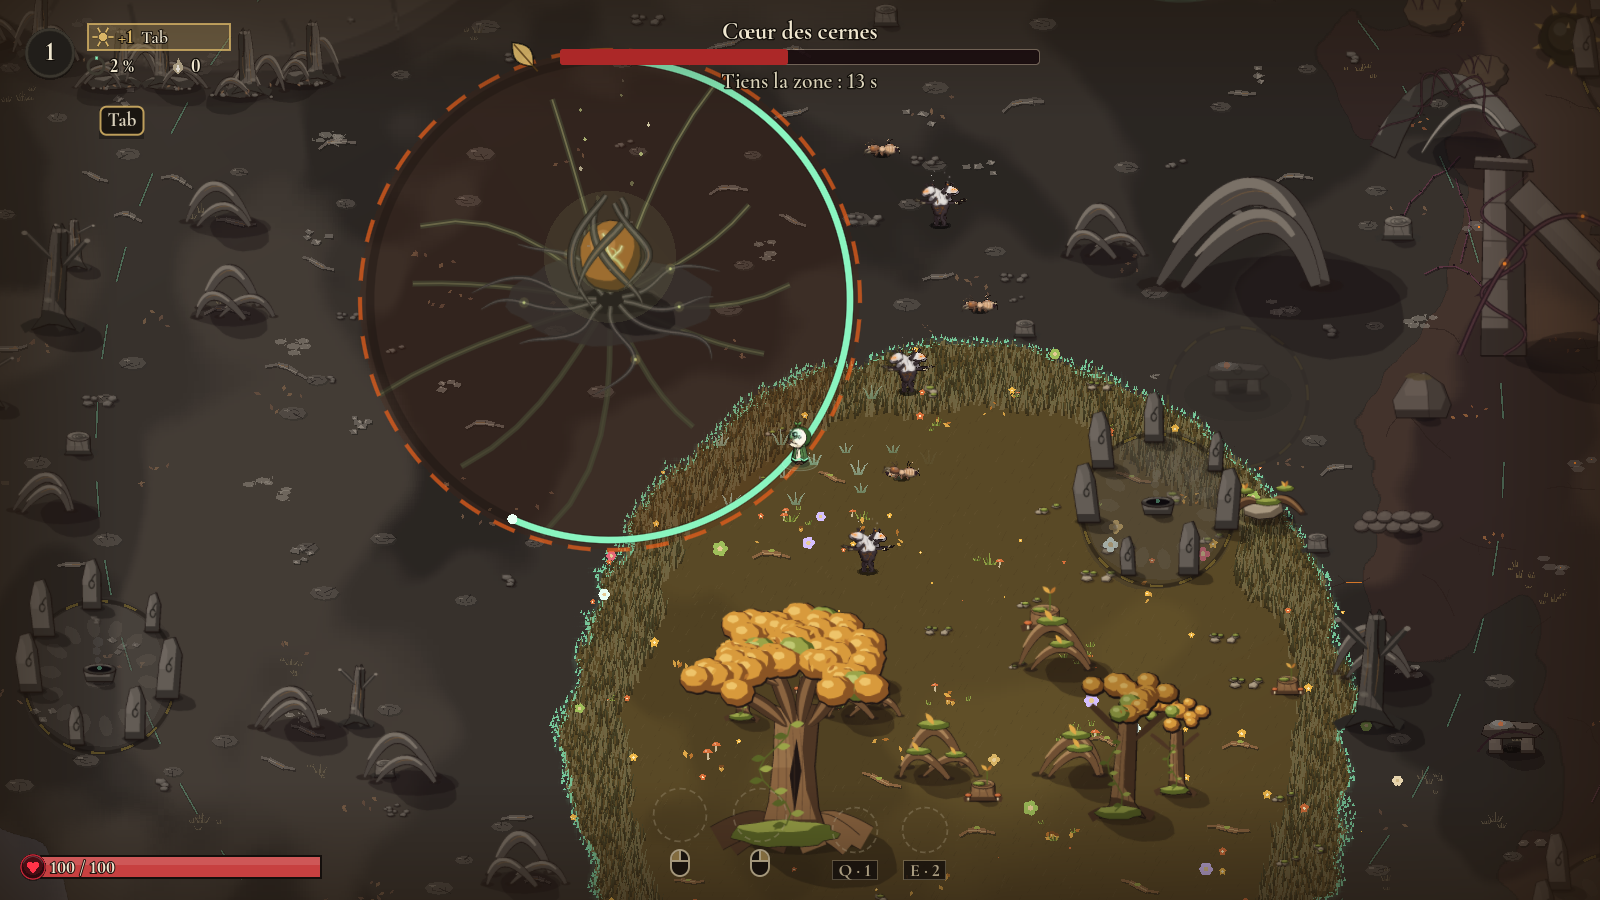 Cœur des cernes
1
+1 Tab
2 %
0
Tiens la zone : 13 s
Tab
100 / 100
Q · 1
E · 2